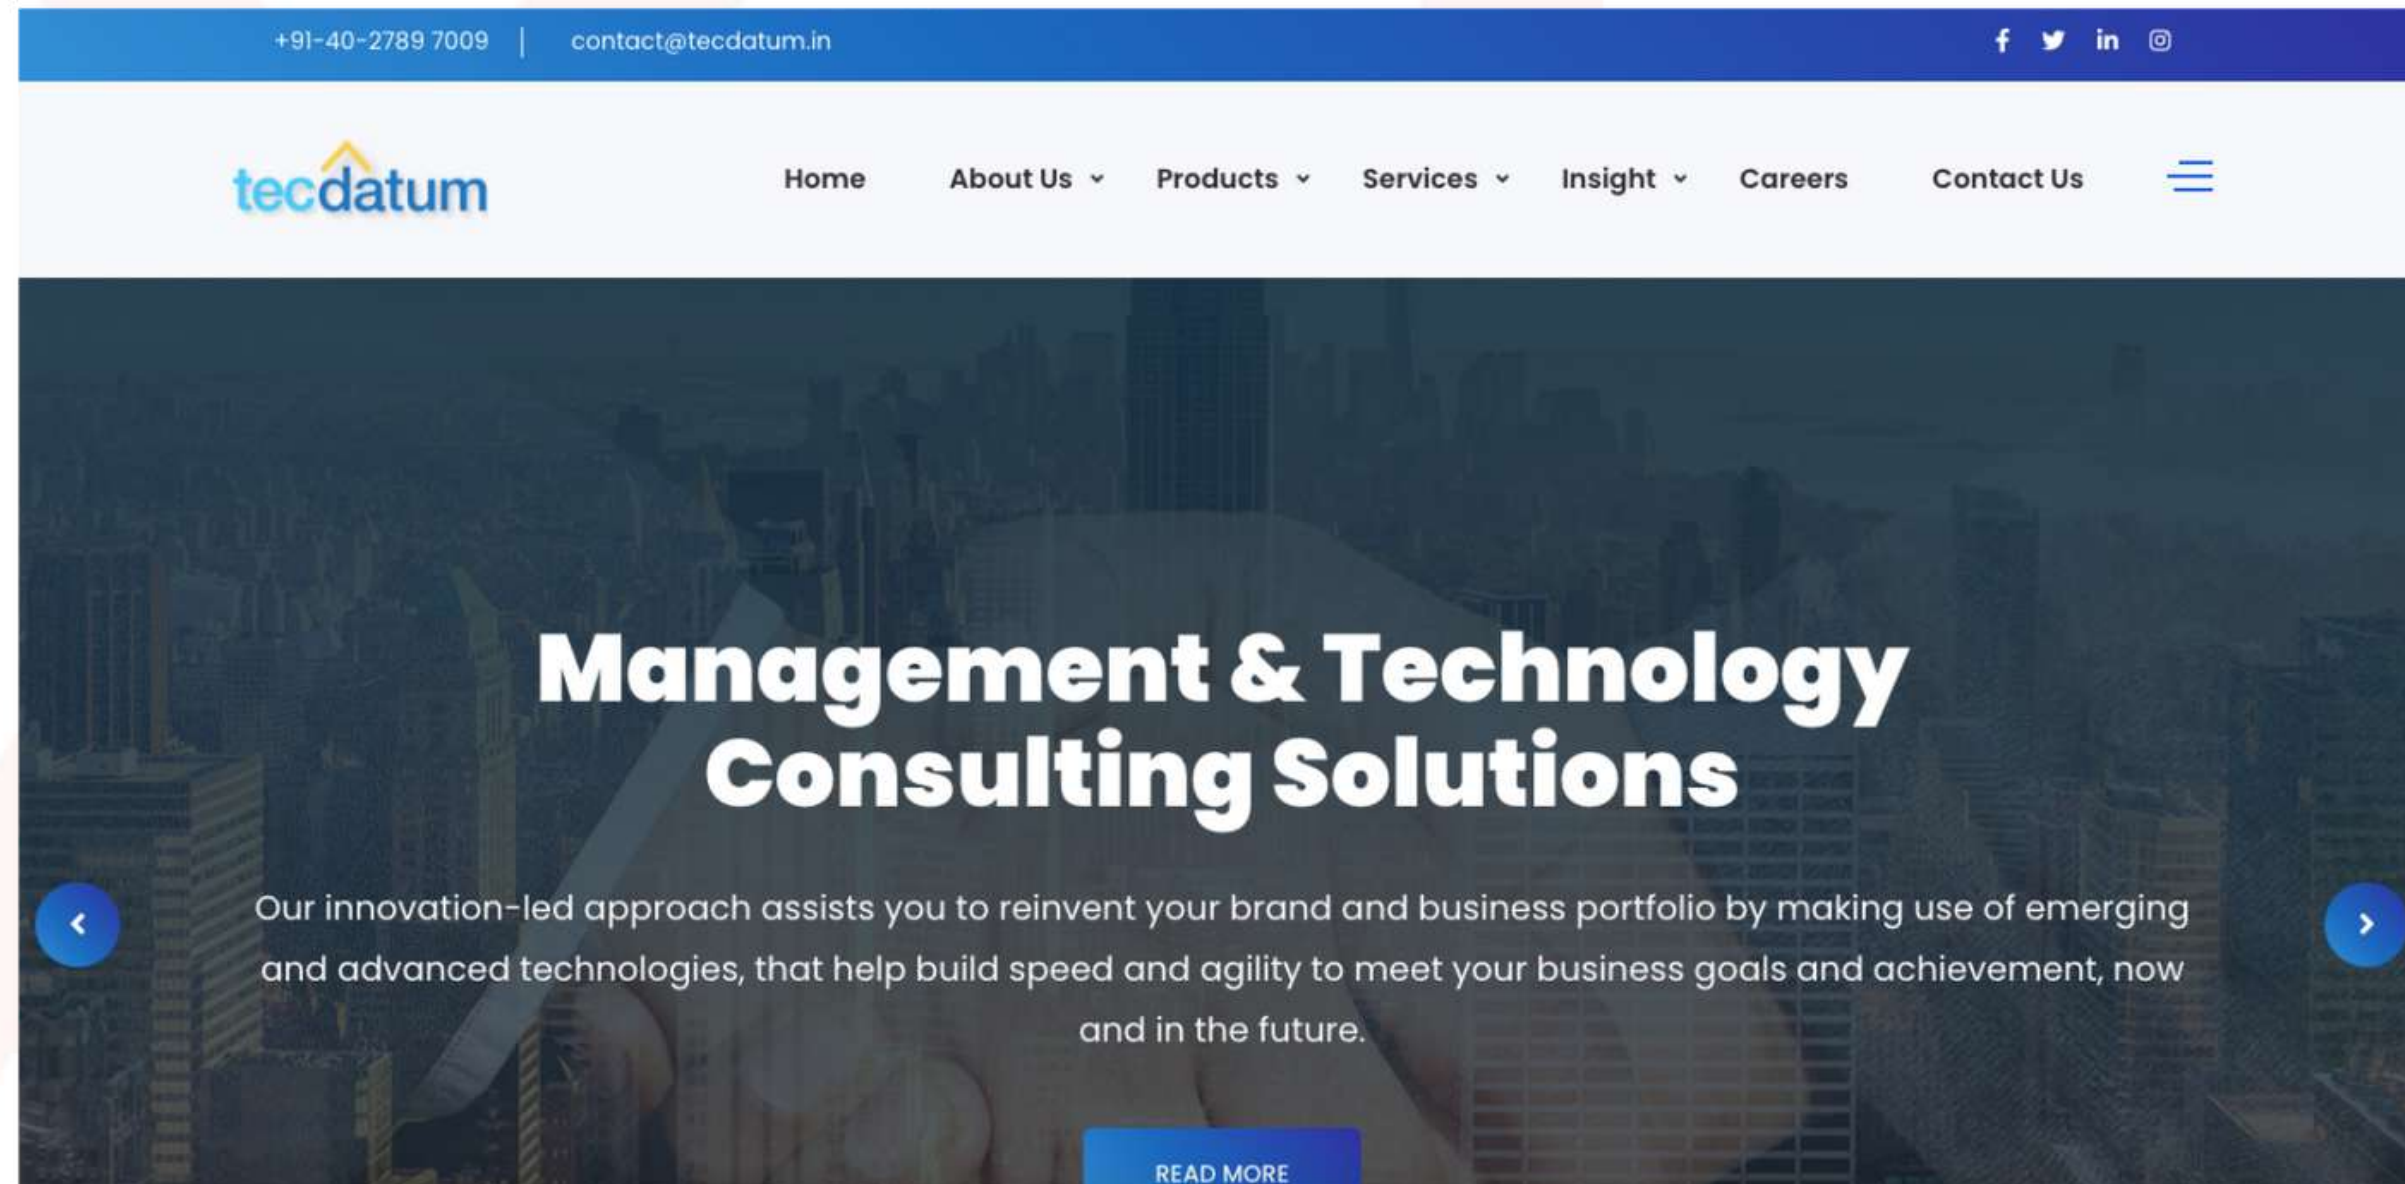 +91-40-2789 7009 | contact@tecdatum.in
tecdatum
Home About Us Products Services Insight Careers Contact Us
Management & Technology
Consulting Solutions
Our innovation-led approach assists you to reinvent your brand and business portfolio by making use of emerging
and advanced technologies, that help build speed and agility to meet your business goals and achievement, now
and in the future.
READ MORE